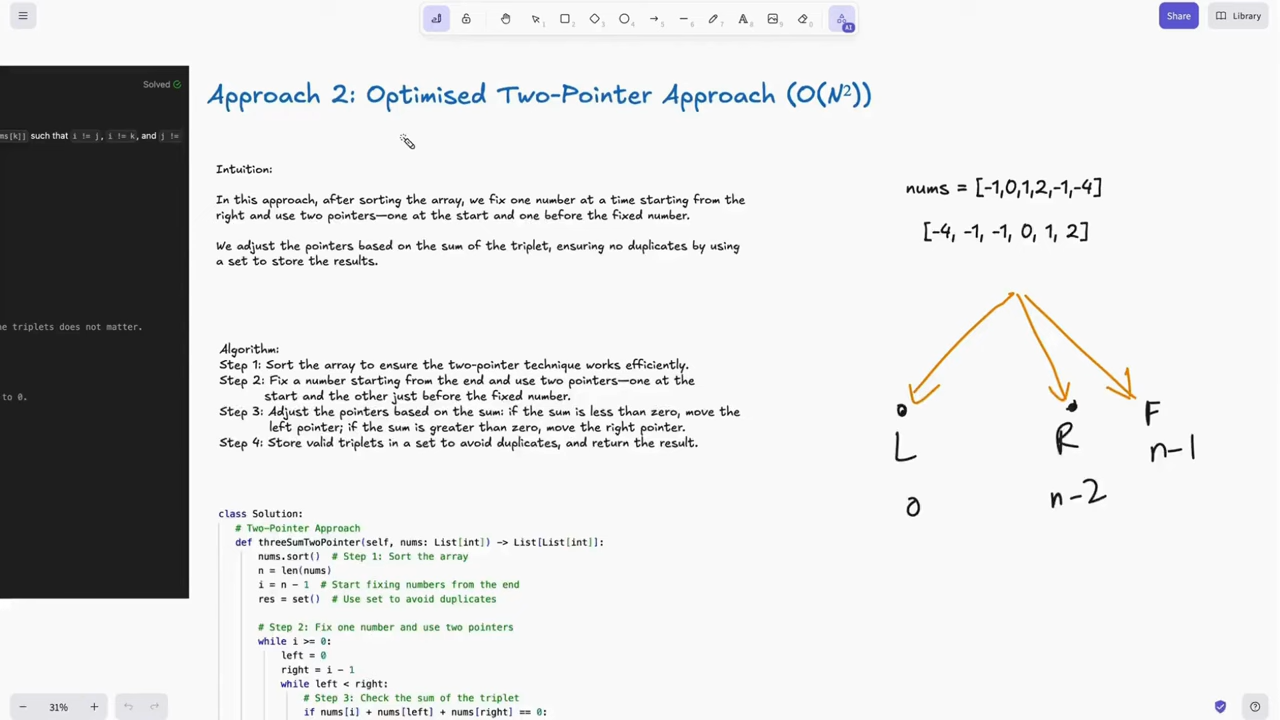 Share
Library
Solved
Approach 2: Optimised Two-Pointer Approach (O(N²))
ms[k]] such that i != j, i != k, and j !=
Intuition:
In this approach, after sorting the array, we fix one number at a time starting from the
right and use two pointers—one at the start and one before the fixed number.
We adjust the pointers based on the sum of the triplet, ensuring no duplicates by using
a set to store the results.
nums = [-1,0,1,2,-1,-4]
[-4, -1, -1, 0, 1, 2]
e triplets does not matter.
to 0.
Algorithm:
Step 1: Sort the array to ensure the two-pointer technique works efficiently.
Step 2: Fix a number starting from the end and use two pointers—one at the
start and the other just before the fixed number.
Step 3: Adjust the pointers based on the sum: if the sum is less than zero, move the
left pointer; if the sum is greater than zero, move the right pointer.
Step 4: Store valid triplets in a set to avoid duplicates, and return the result.
L R F
n-1
0 n-2
class Solution:
# Two-Pointer Approach
def threeSumTwoPointer(self, nums: List[int]) -> List[List[int]]:
nums.sort() # Step 1: Sort the array
n = len(nums)
i = n - 1 # Start fixing numbers from the end
res = set() # Use set to avoid duplicates
# Step 2: Fix one number and use two pointers
while i >= 0:
left = 0
right = i - 1
while left < right:
# Step 3: Check the sum of the triplet
if nums[i] + nums[left] + nums[right] == 0:
31%